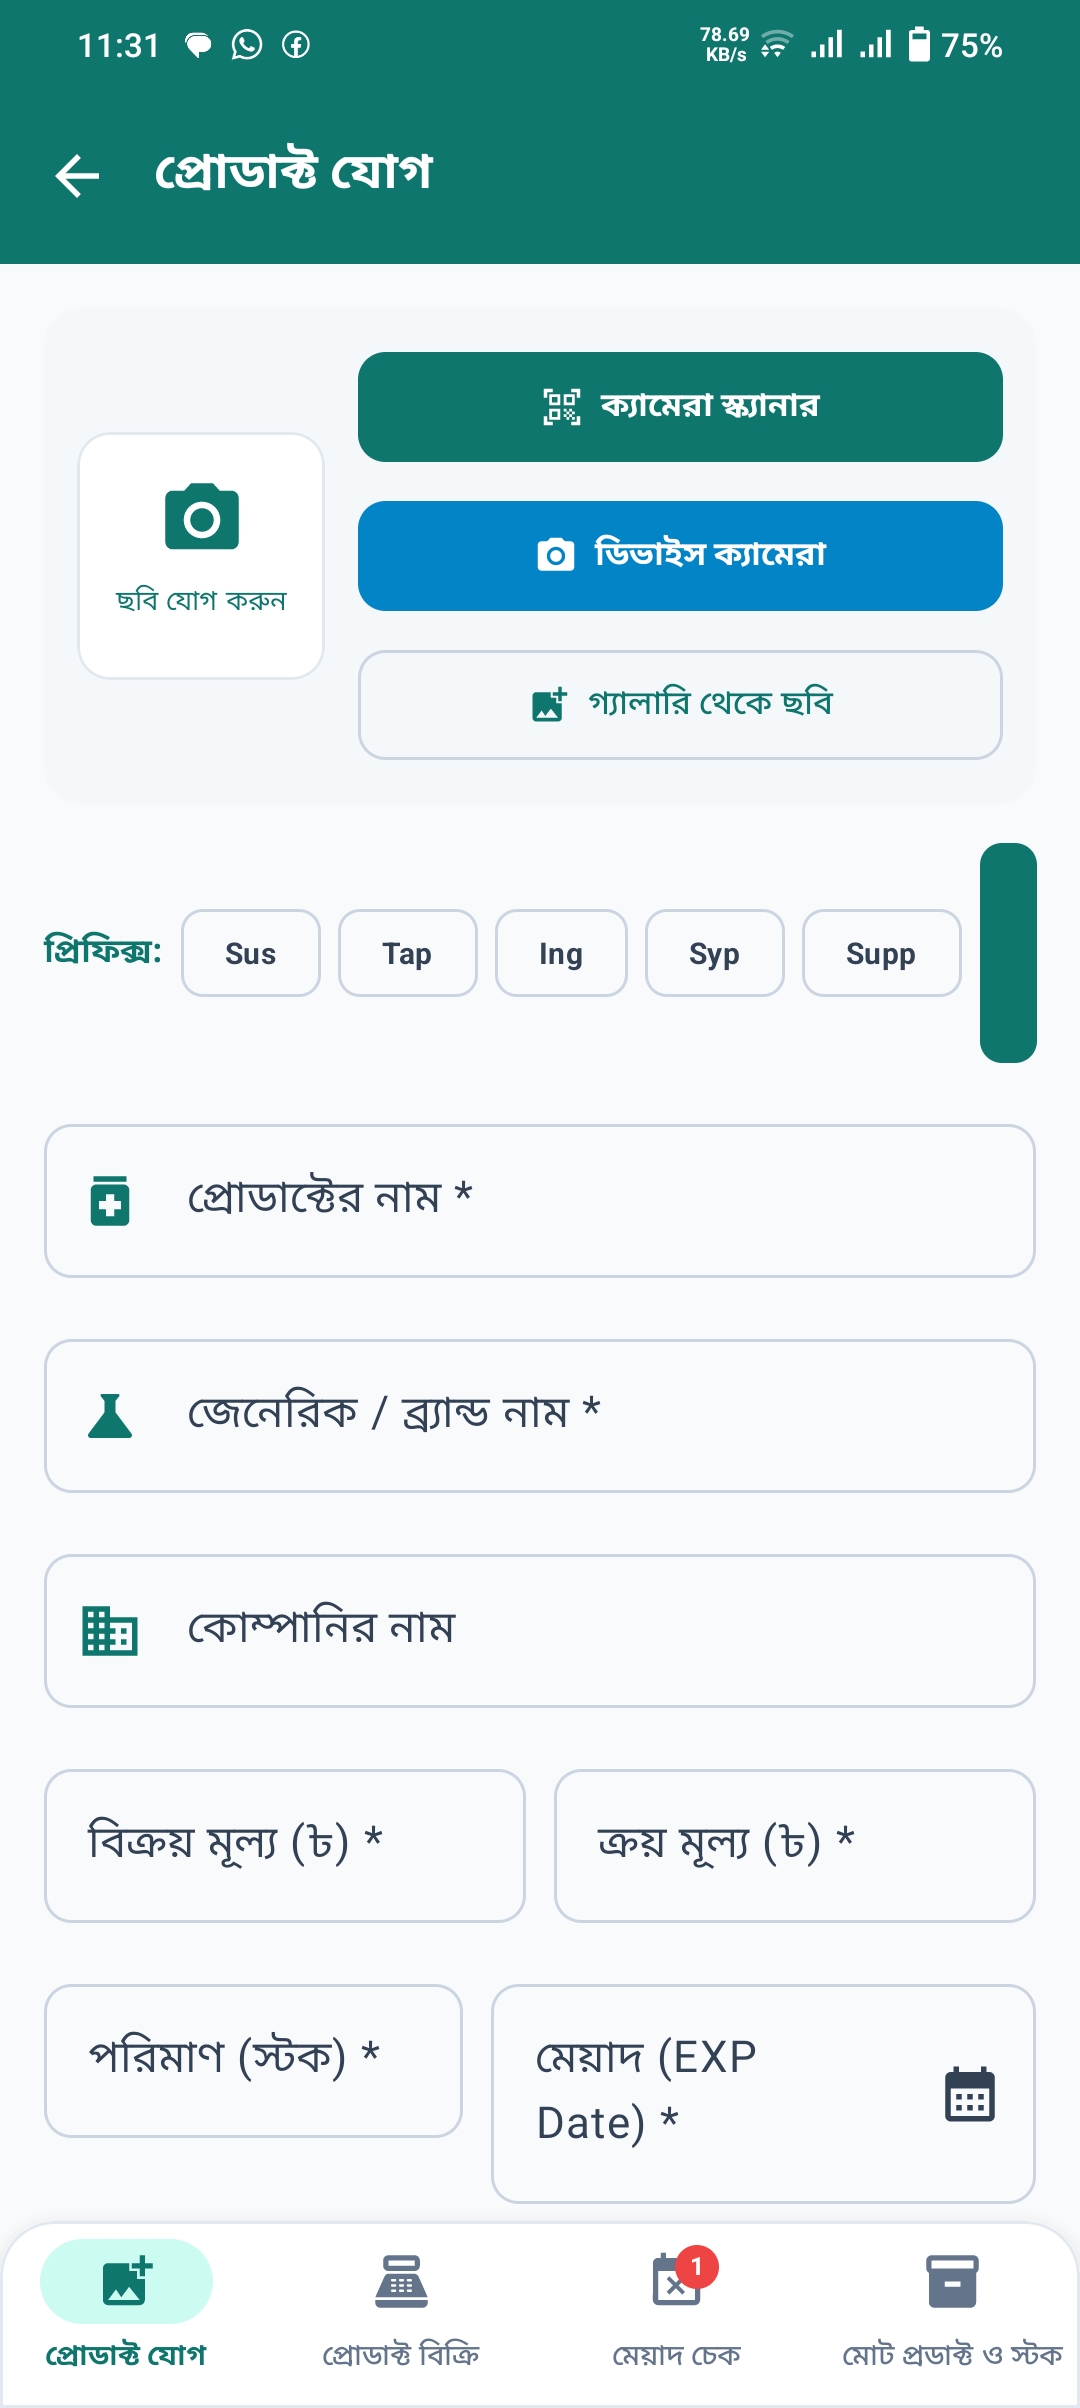 11:31
78.69 KB/s
75%
প্রোডাক্ট যোগ
ক্যামেরা স্ক্যানার
ডিভাইস ক্যামেরা
ছবি যোগ করুন
গ্যালারি থেকে ছবি
প্রিফিক্স: Sus Tap Ing Syp Supp
প্রোডাক্টের নাম *
জেনেরিক / ব্র্যান্ড নাম *
কোম্পানির নাম
বিক্রয় মূল্য (৳) * ক্রয় মূল্য (৳) *
পরিমাণ (স্টক) *
মেয়াদ (EXP
Date) *
1
প্রোডাক্ট যোগ প্রোডাক্ট বিক্রি মেয়াদ চেক মোট প্রডাক্ট ও স্টক